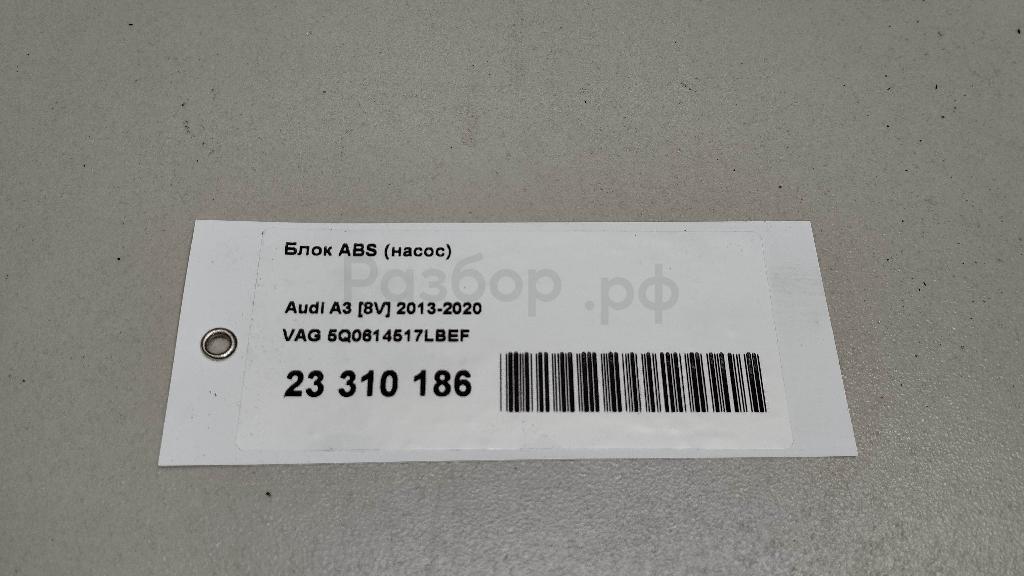 Блок ABS (насос)
Разбор.рф
Audi A3 [8V] 2013-2020
VAG 5Q0614517LBEF
23 310 186